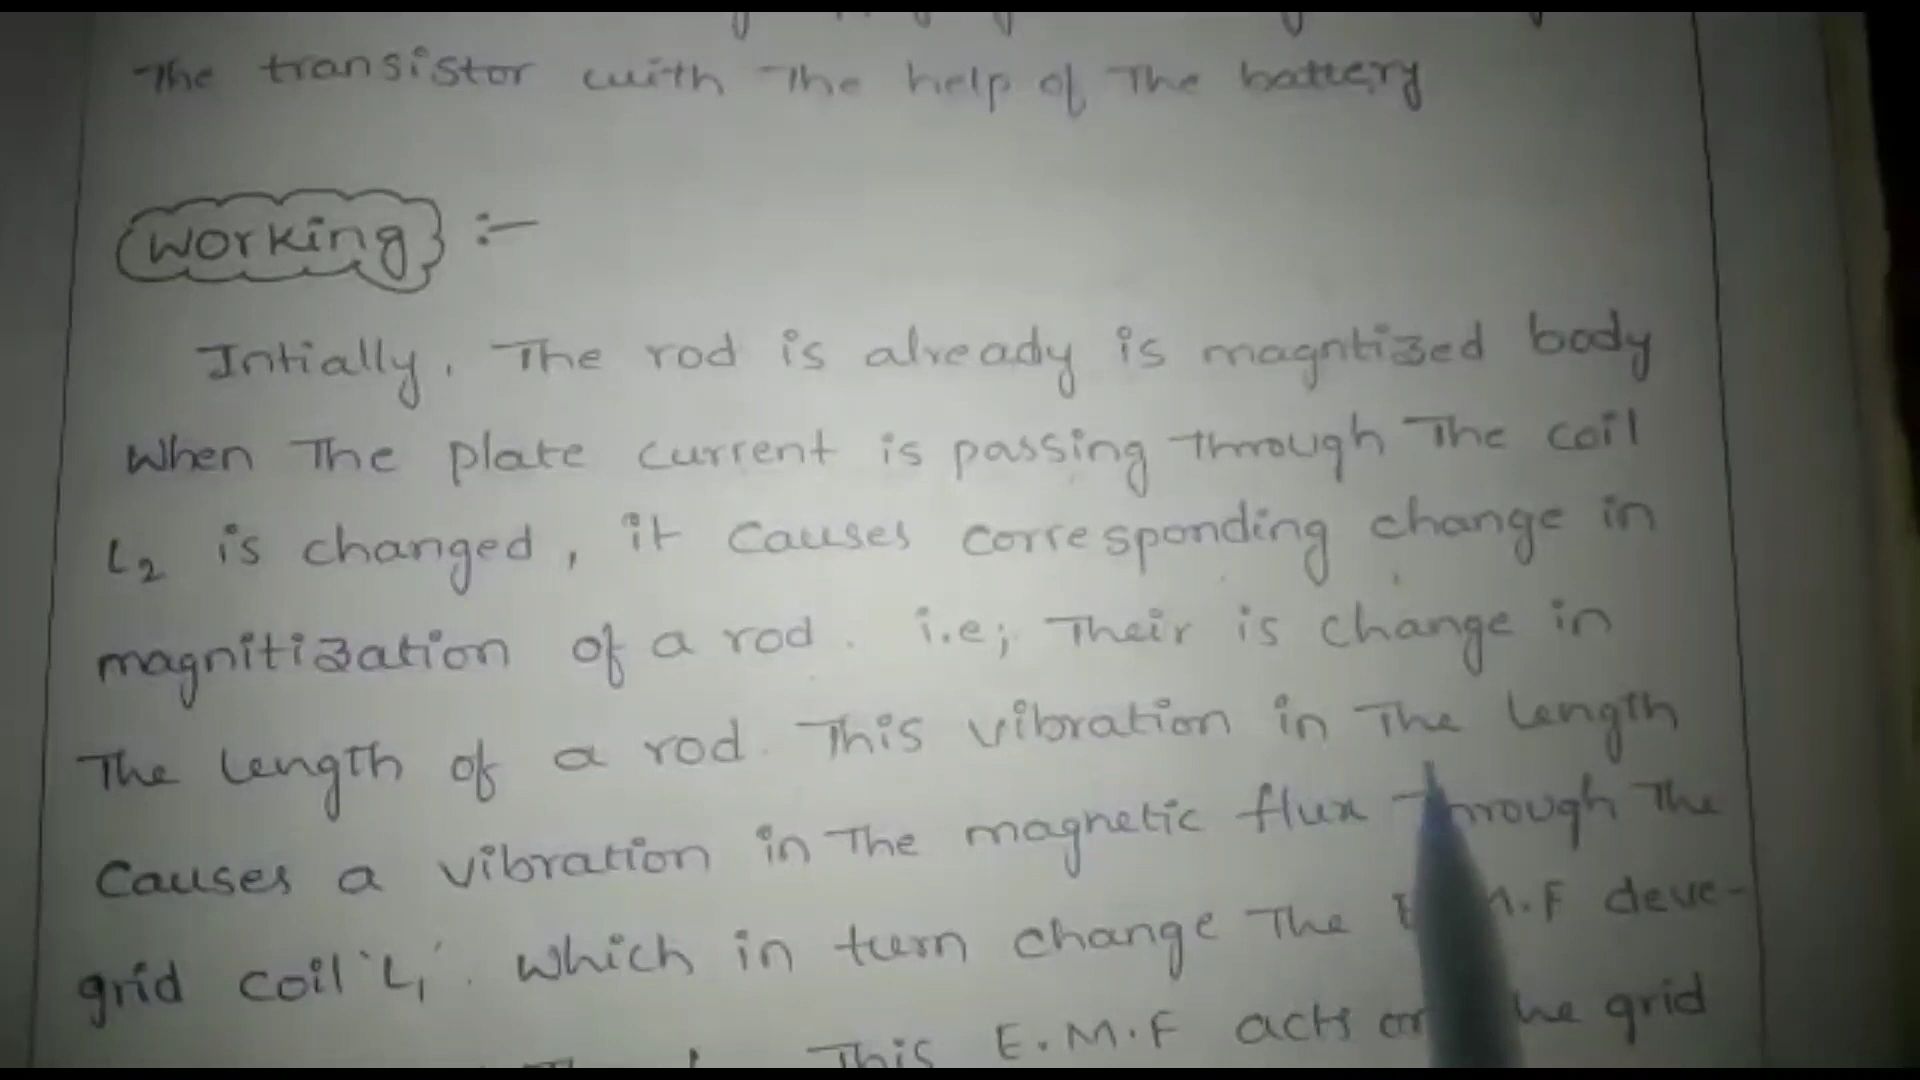 The transistor with the help of the battery
Working :-
Intially, The rod is already is magntized body
When The plate current is passing through The coil
L2 is changed, it causes corresponding change in
magnitization of a rod. i.e; Their is change in
The length of a rod. This vibration in The length
Causes a vibration in The magnetic flux through The
grid coil 'L1'. Which in turn change The E.M.F deve-
This E.M.F acts on the grid